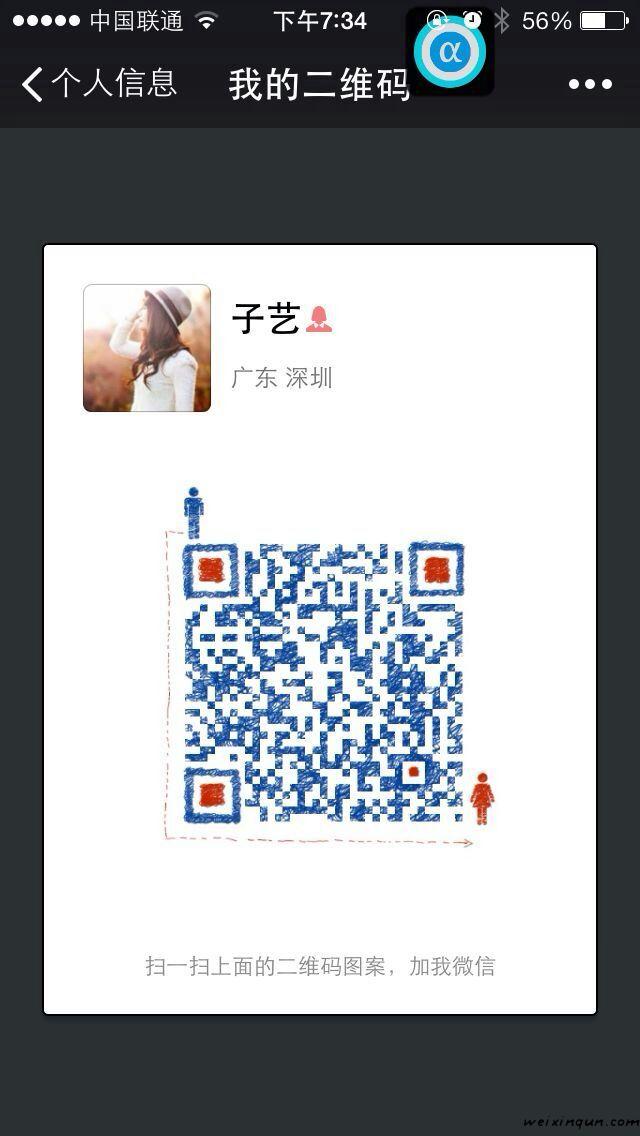 中国联通 下午7:34 56%
个人信息 我的二维码 •••
α
子艺
广东 深圳
扫一扫上面的二维码图案，加我微信
weixinqun.com